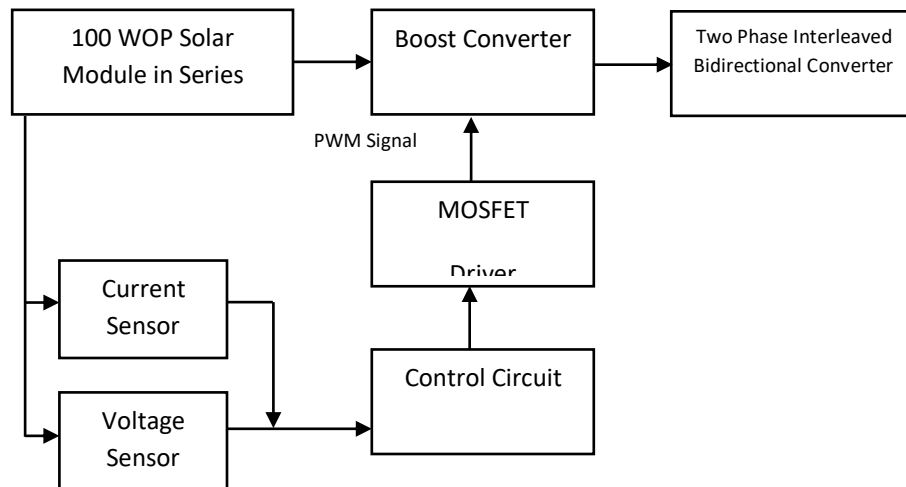 100 WOP Solar
Module in Series
Boost Converter
Two Phase Interleaved
Bidirectional Converter
PWM Signal
MOSFET
Driver
Current
Sensor
Control Circuit
Voltage
Sensor